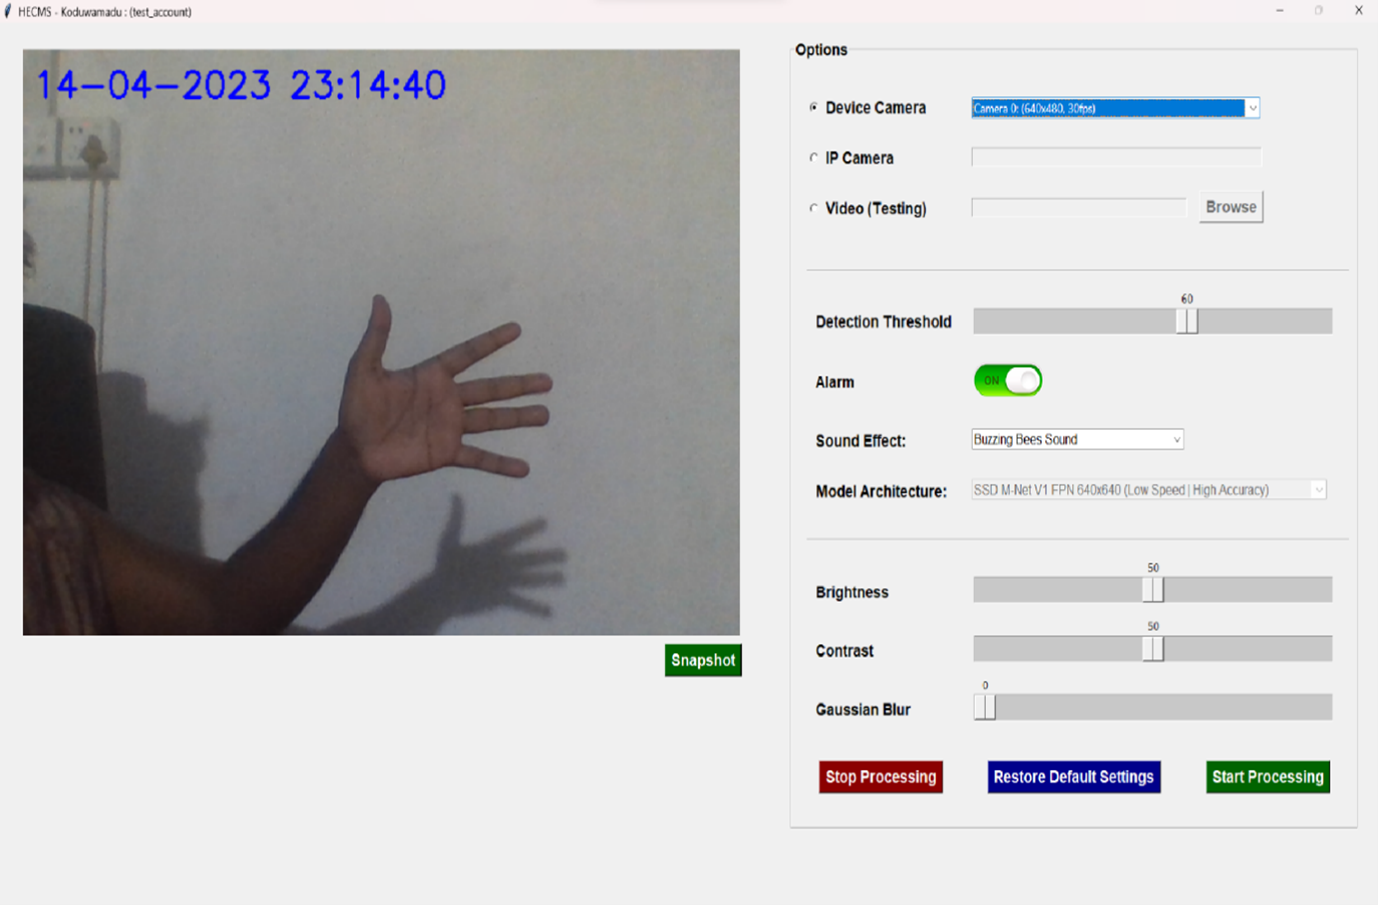 HECMS - Koduwamadu : (test_account)
14-04-2023 23:14:40
Snapshot
Options
Device Camera
Camera 0: (640x480, 30fps)
IP Camera
Video (Testing)
Browse
60
Detection Threshold
Alarm
ON
Sound Effect:
Buzzing Bees Sound
Model Architecture:
SSD M-Net V1 FPN 640x640 (Low Speed | High Accuracy)
50
Brightness
50
Contrast
0
Gaussian Blur
Stop Processing
Restore Default Settings
Start Processing